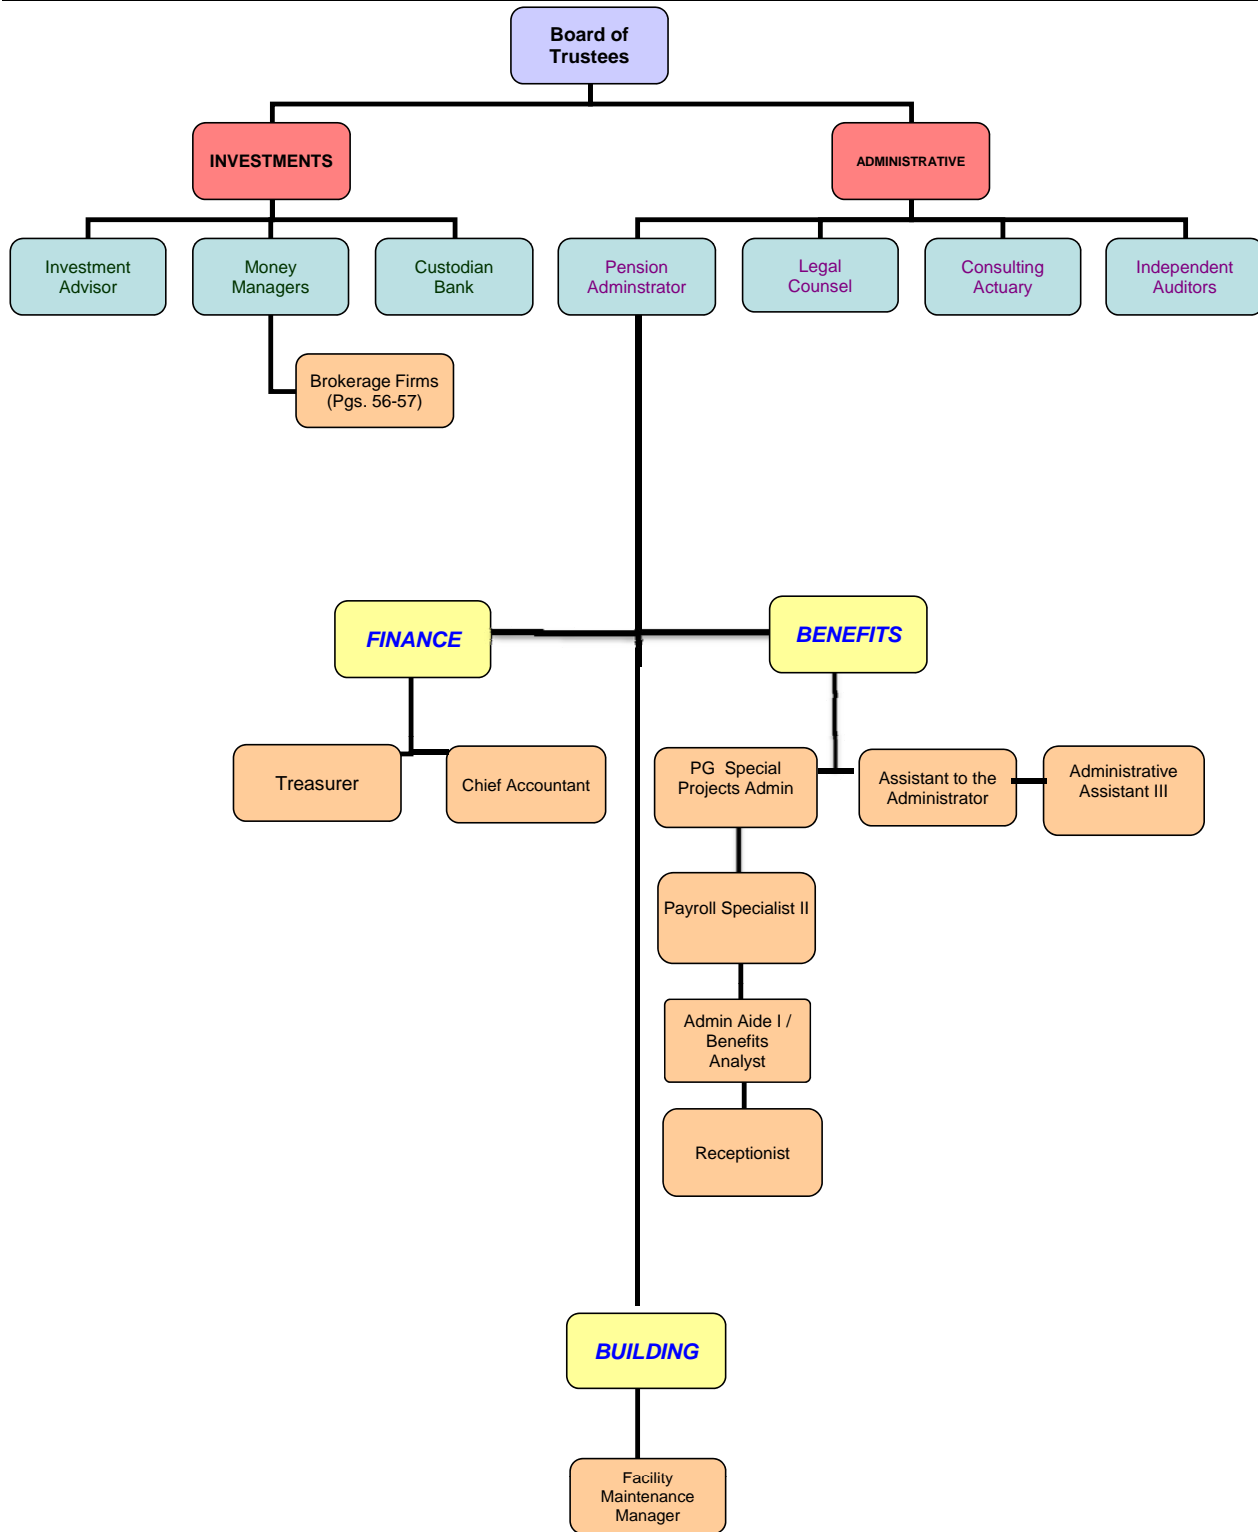 Board of
Trustees
INVESTMENTS
ADMINISTRATIVE
Investment
Advisor
Money
Managers
Custodian
Bank
Pension
Adminstrator
Legal
Counsel
Consulting
Actuary
Independent
Auditors
Brokerage Firms
(Pgs. 56-57)
FINANCE
BENEFITS
Treasurer
Chief Accountant
PG  Special
Projects Admin
Assistant to the
Administrator
Administrative
Assistant III
Payroll Specialist II
Admin Aide I /
Benefits
Analyst
Receptionist
BUILDING
Facility
Maintenance
Manager